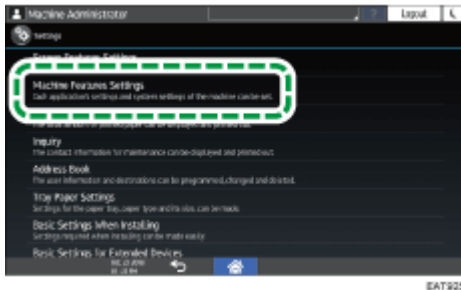 Machine Administrator
?
Logout
Settings
Screen Features Settings
Machine Features Settings
Each application's settings and system settings of the machine can be set.
Inquiry
The contact information for maintenance can be displayed and printed out.
Address Book
The user information and destinations can be programmed, changed and deleted.
Tray Paper Settings
Settings for the paper tray, paper type and its size, can be made.
Basic Settings When Installing
Settings required when installing can be made easily.
Basic Settings for Extended Devices